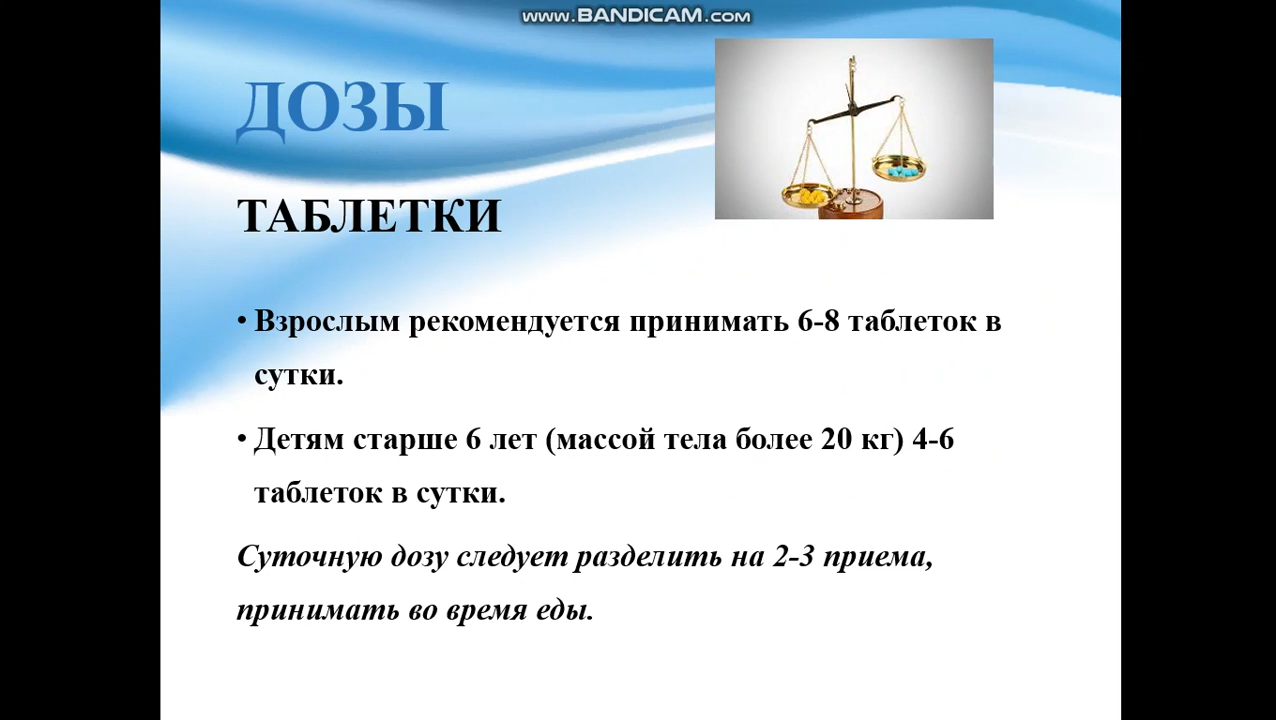 www.BANDICAM.com
ДОЗЫ
ТАБЛЕТКИ
• Взрослым рекомендуется принимать 6-8 таблеток в
сутки.
• Детям старше 6 лет (массой тела более 20 кг) 4-6
таблеток в сутки.
Суточную дозу следует разделить на 2-3 приема,
принимать во время еды.